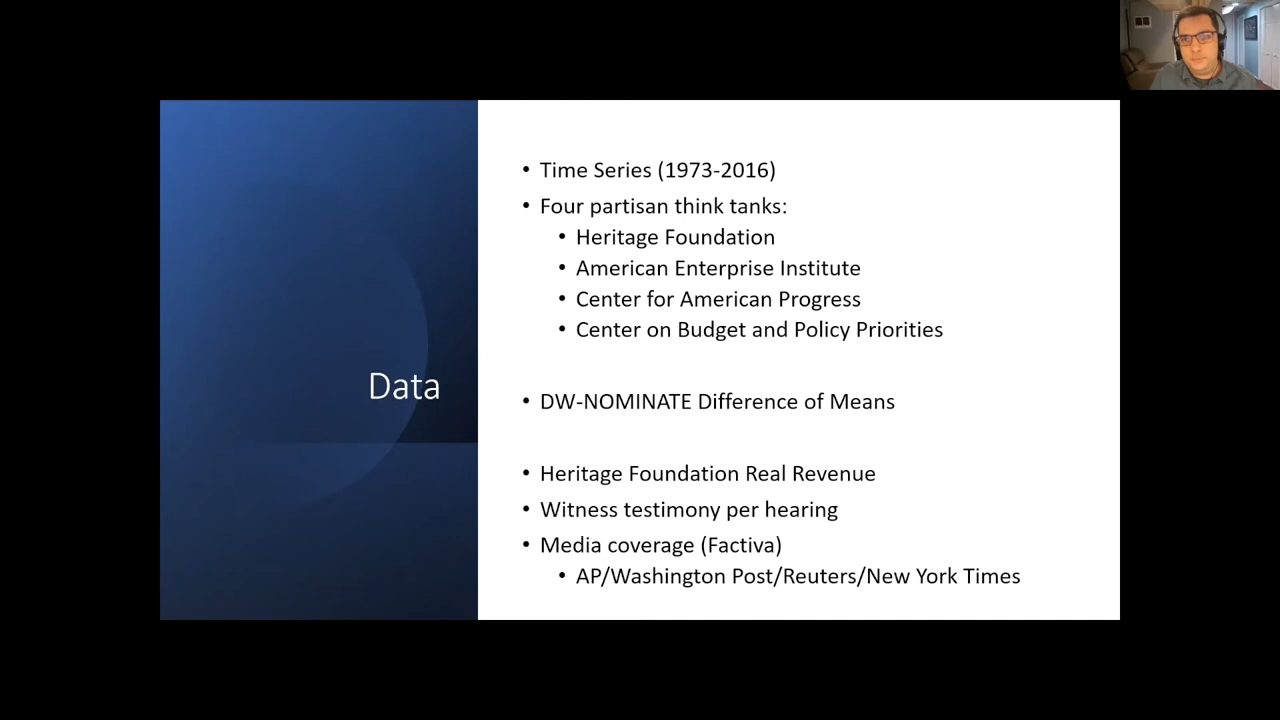 Data
• Time Series (1973-2016)
• Four partisan think tanks:
• Heritage Foundation
• American Enterprise Institute
• Center for American Progress
• Center on Budget and Policy Priorities
• DW-NOMINATE Difference of Means
• Heritage Foundation Real Revenue
• Witness testimony per hearing
• Media coverage (Factiva)
• AP/Washington Post/Reuters/New York Times